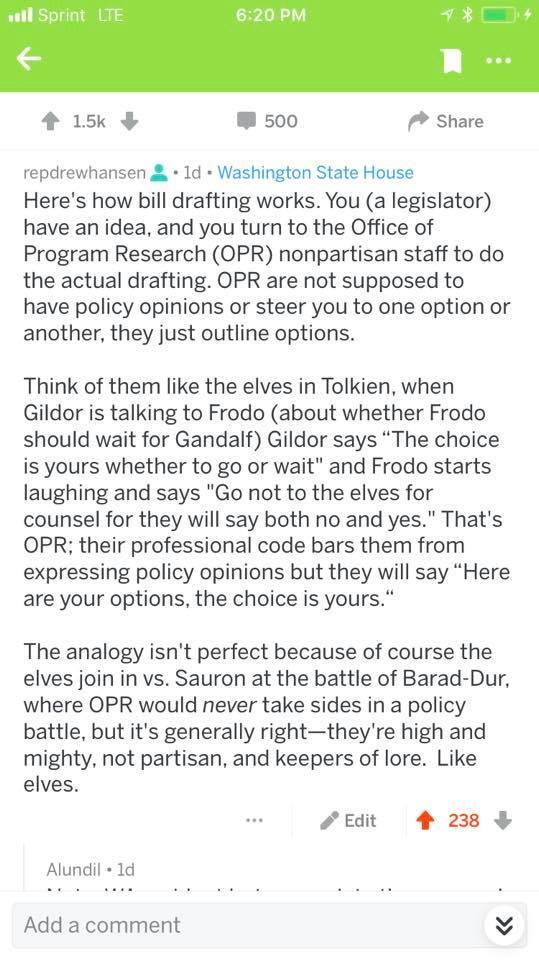 Sprint LTE 6:20 PM
1.5k 500 Share
repdrewhansen • 1d • Washington State House
Here's how bill drafting works. You (a legislator)
have an idea, and you turn to the Office of
Program Research (OPR) nonpartisan staff to do
the actual drafting. OPR are not supposed to
have policy opinions or steer you to one option or
another, they just outline options.
Think of them like the elves in Tolkien, when
Gildor is talking to Frodo (about whether Frodo
should wait for Gandalf) Gildor says “The choice
is yours whether to go or wait" and Frodo starts
laughing and says "Go not to the elves for
counsel for they will say both no and yes." That's
OPR; their professional code bars them from
expressing policy opinions but they will say “Here
are your options, the choice is yours.“
The analogy isn't perfect because of course the
elves join in vs. Sauron at the battle of Barad-Dur,
where OPR would never take sides in a policy
battle, but it's generally right—they're high and
mighty, not partisan, and keepers of lore. Like
elves.
... Edit 238
Alundil • 1d
Add a comment